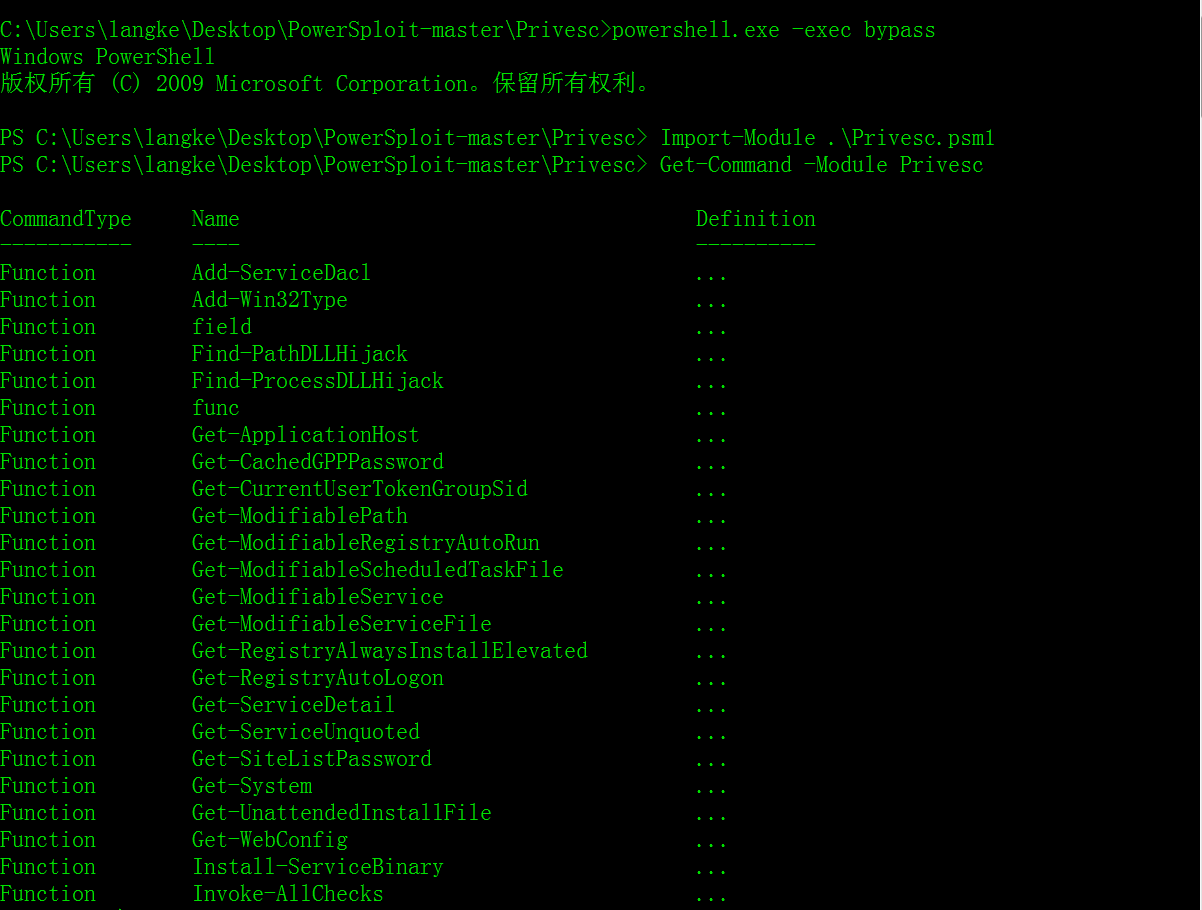 C:\Users\langke\Desktop\PowerSploit-master\Privesc>powershell.exe -exec bypass
Windows PowerShell
版权所有 (C) 2009 Microsoft Corporation。保留所有权利。
PS C:\Users\langke\Desktop\PowerSploit-master\Privesc> Import-Module .\Privesc.psm1
PS C:\Users\langke\Desktop\PowerSploit-master\Privesc> Get-Command -Module Privesc
CommandType Name Definition
----------- ---- ----------
Function Add-ServiceDacl ...
Function Add-Win32Type ...
Function field ...
Function Find-PathDLLHijack ...
Function Find-ProcessDLLHijack ...
Function func ...
Function Get-ApplicationHost ...
Function Get-CachedGPPPassword ...
Function Get-CurrentUserTokenGroupSid ...
Function Get-ModifiablePath ...
Function Get-ModifiableRegistryAutoRun ...
Function Get-ModifiableScheduledTaskFile ...
Function Get-ModifiableService ...
Function Get-ModifiableServiceFile ...
Function Get-RegistryAlwaysInstallElevated ...
Function Get-RegistryAutoLogon ...
Function Get-ServiceDetail ...
Function Get-ServiceUnquoted ...
Function Get-SiteListPassword ...
Function Get-System ...
Function Get-UnattendedInstallFile ...
Function Get-WebConfig ...
Function Install-ServiceBinary ...
Function Invoke-AllChecks ...